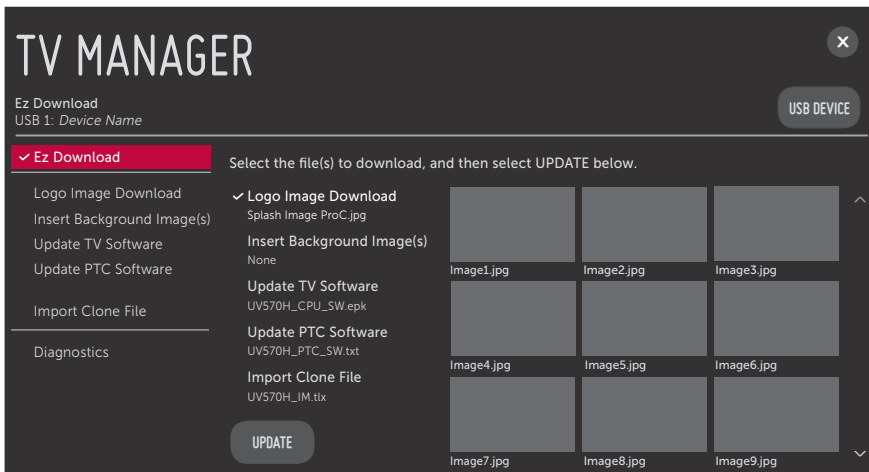 TV MANAGER
X
Ez Download
USB 1: Device Name
USB DEVICE
Ez Download
Logo Image Download
Insert Background Image(s)
Update TV Software
Update PTC Software
Import Clone File
Diagnostics
Select the file(s) to download, and then select UPDATE below.
Logo Image Download
Splash Image ProC.jpg
Insert Background Image(s)
None
Update TV Software
UV570H_CPU_SW.epk
Update PTC Software
UV570H_PTC_SW.txt
Import Clone File
UV570H_IM.tlx
UPDATE
Image1.jpg
Image2.jpg
Image3.jpg
Image4.jpg
Image5.jpg
Image6.jpg
Image7.jpg
Image8.jpg
Image9.jpg